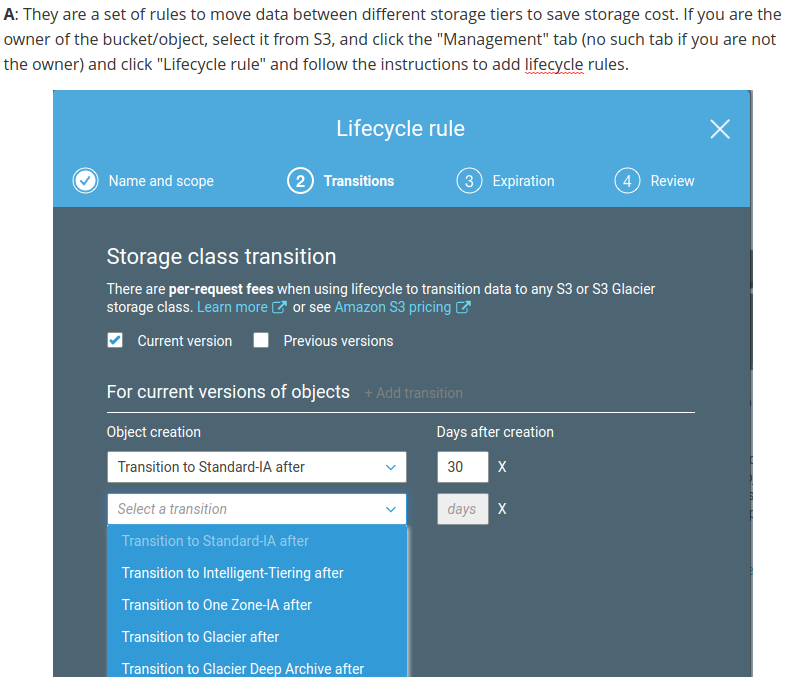 A: They are a set of rules to move data between different storage tiers to save storage cost. If you are the
owner of the bucket/object, select it from S3, and click the "Management" tab (no such tab if you are not
the owner) and click "Lifecycle rule" and follow the instructions to add lifecycle rules.
Lifecycle rule
Name and scope
2 Transitions
3 Expiration
4 Review
Storage class transition
There are per-request fees when using lifecycle to transition data to any S3 or S3 Glacier
storage class. Learn more or see Amazon S3 pricing
Current version Previous versions
For current versions of objects + Add transition
Object creation Days after creation
Transition to Standard-IA after 30 X
Select a transition days X
Transition to Standard-IA after
Transition to Intelligent-Tiering after
Transition to One Zone-IA after
Transition to Glacier after
Transition to Glacier Deep Archive after